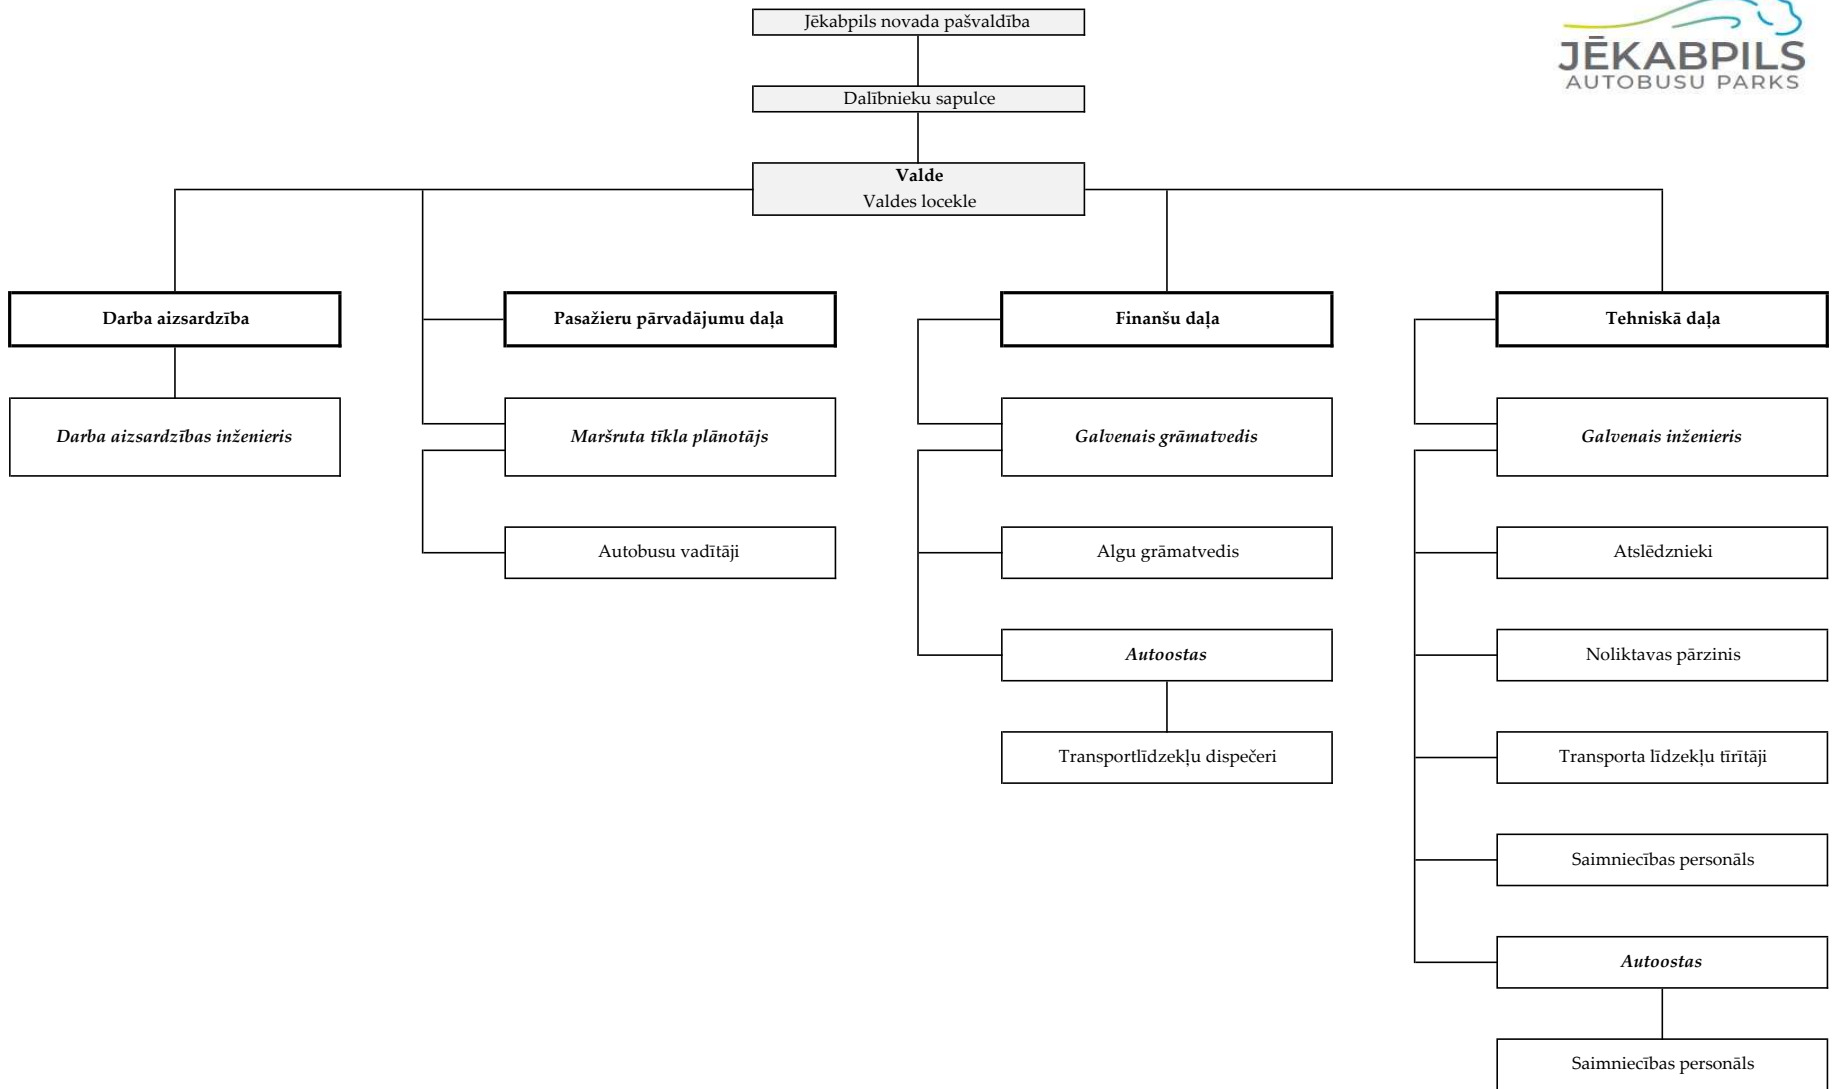 Jēkabpils novada pašvaldība
JĒKABPILS
AUTOBUSU PARKS
Dalībnieku sapulce
Valde
Valdes locekle
Darba aizsardzība
Pasažieru pārvadājumu daļa
Finanšu daļa
Tehniskā daļa
Darba aizsardzības inženieris
Maršruta tīkla plānotājs
Galvenais grāmatvedis
Galvenais inženieris
Autobusu vadītāji
Algu grāmatvedis
Atslēdznieki
Autoostas
Noliktavas pārzinis
Transportlīdzekļu dispečeri
Transporta līdzekļu tīrītāji
Saimniecības personāls
Autoostas
Saimniecības personāls